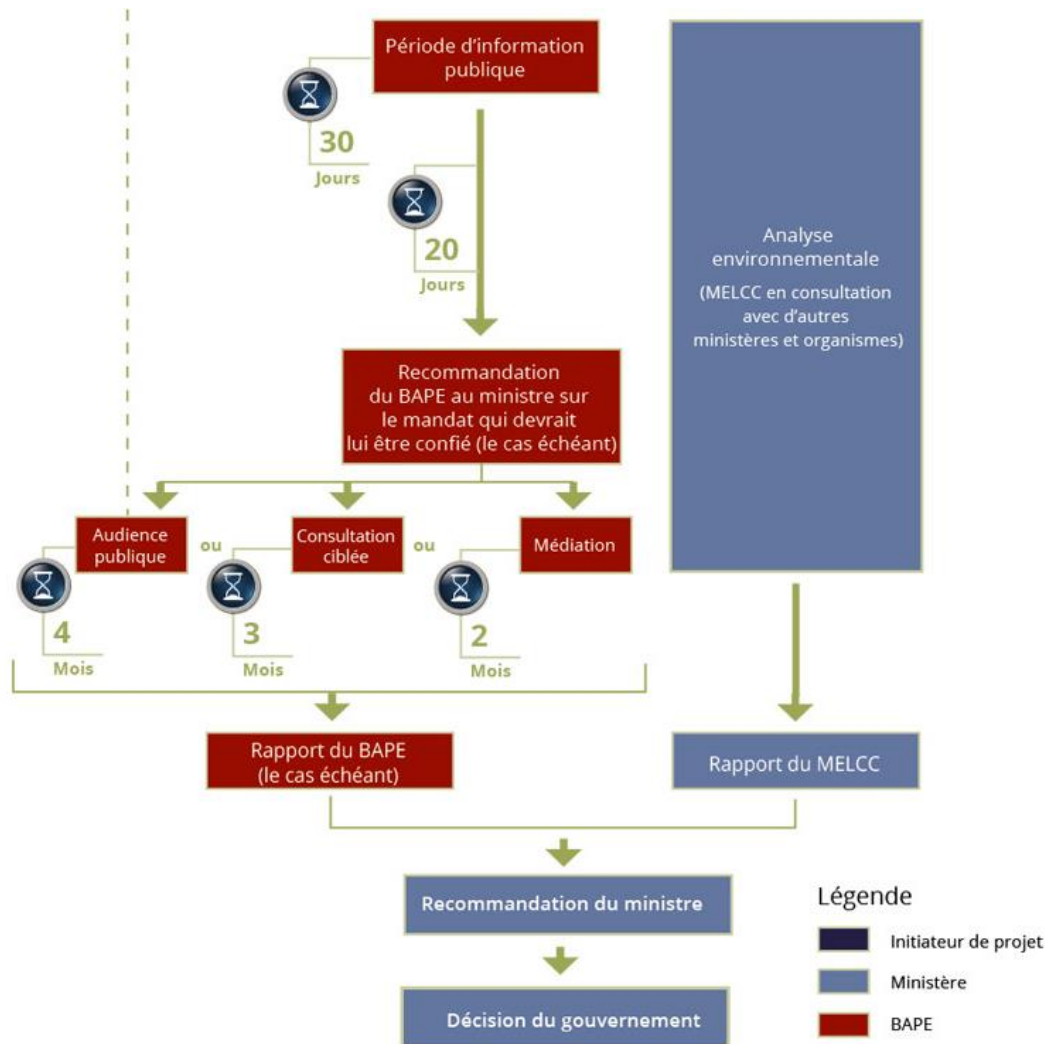 Période d'information
publique
30
Jours
20
Jours
Analyse
environnementale
(MELCC en consultation
avec d'autres
ministères et organismes)
Recommandation
du BAPE au ministre sur
le mandat qui devrait
lui être confié (le cas échéant)
Audience
publique
ou
Consultation
ciblée
ou
Médiation
4
Mois
3
Mois
2
Mois
Rapport du BAPE
(le cas échéant)
Rapport du MELCC
Recommandation du ministre
Décision du gouvernement
Légende
Initiateur de projet
Ministère
BAPE